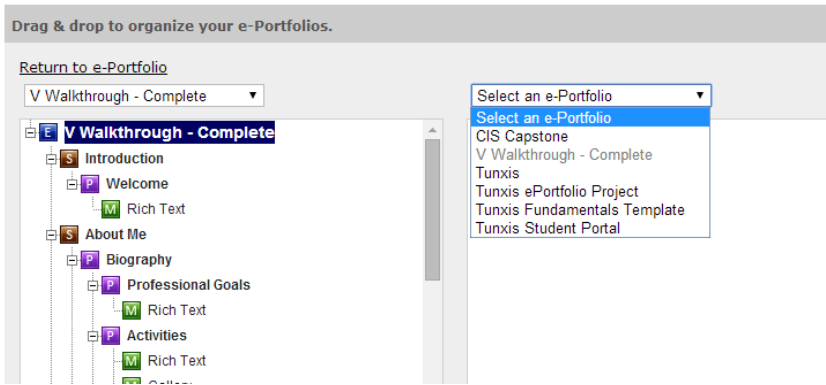 Drag & drop to organize your e-Portfolios.
Return to e-Portfolio
V Walkthrough - Complete
E V Walkthrough - Complete
S Introduction
P Welcome
M Rich Text
S About Me
P Biography
P Professional Goals
M Rich Text
P Activities
M Rich Text
M Gallery
Select an e-Portfolio
Select an e-Portfolio
CIS Capstone
V Walkthrough - Complete
Tunxis
Tunxis ePortfolio Project
Tunxis Fundamentals Template
Tunxis Student Portal